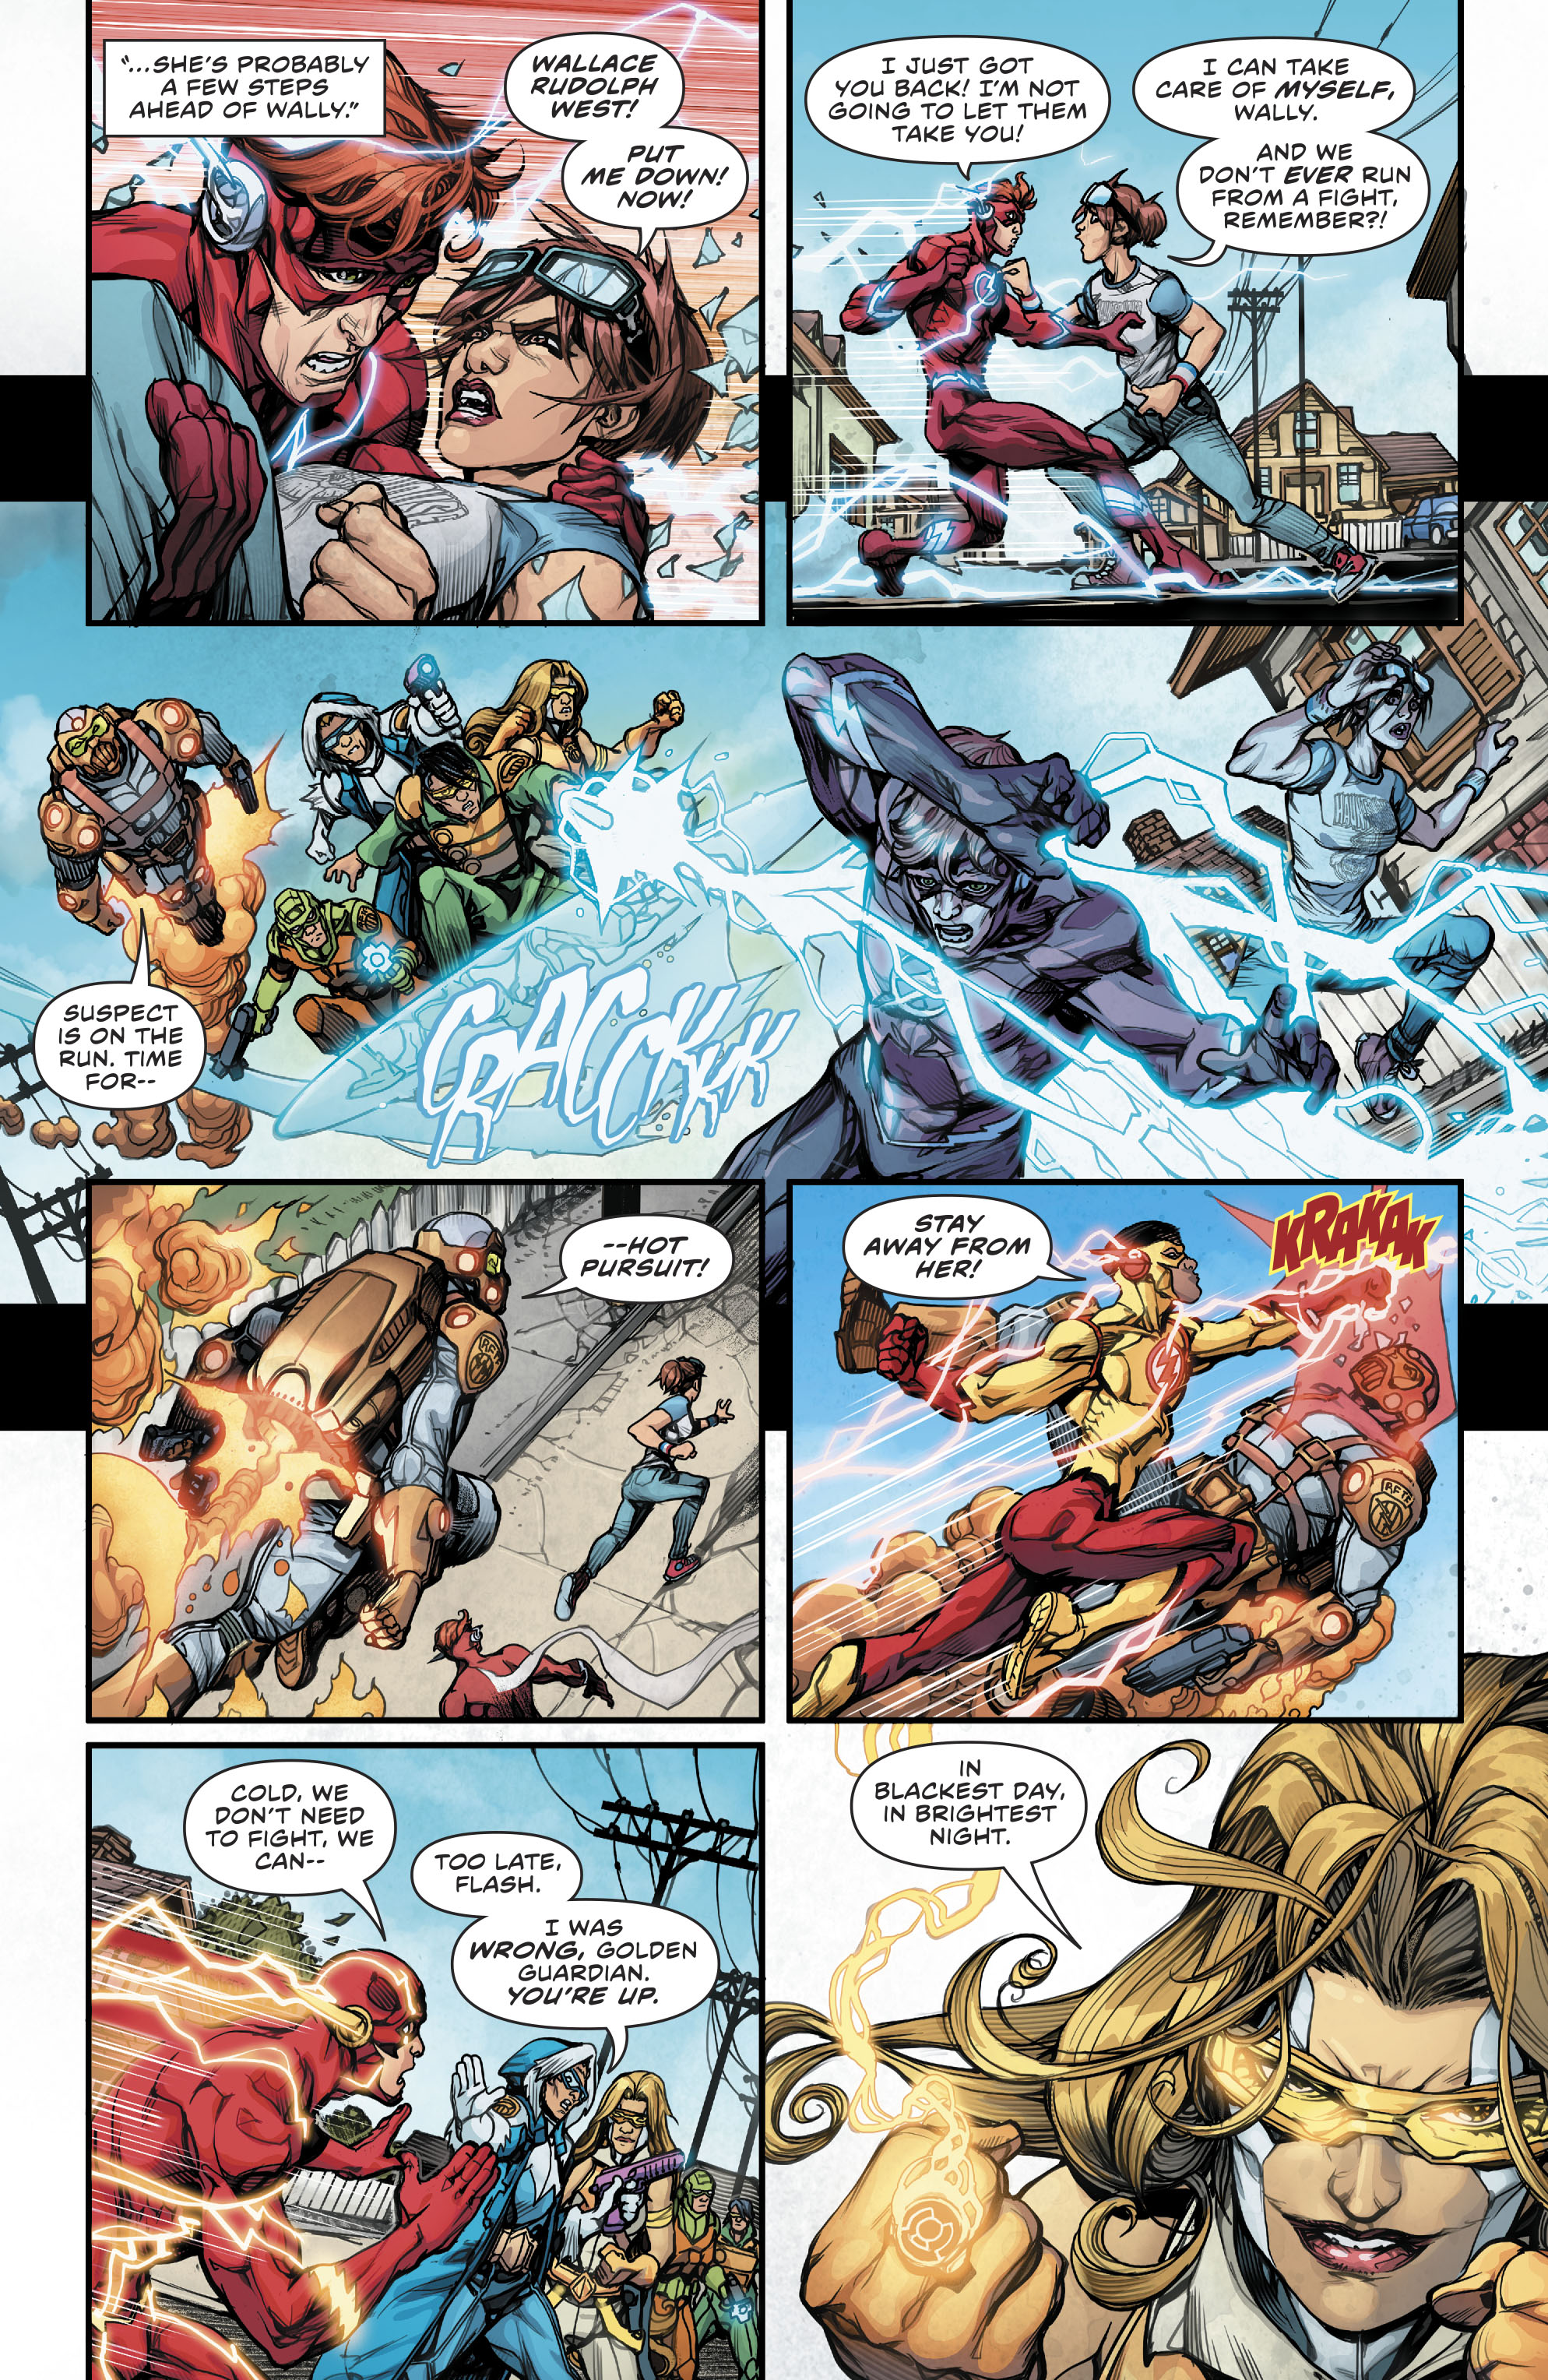 "...SHE'S PROBABLY
A FEW STEPS
AHEAD OF WALLY."
WALLACE
RUDOLPH
WEST!
PUT
ME DOWN!
NOW!
I JUST GOT
YOU BACK! I'M NOT
GOING TO LET THEM
TAKE YOU!
I CAN TAKE
CARE OF MYSELF,
WALLY.
AND WE
DON'T EVER RUN
FROM A FIGHT,
REMEMBER?!
SUSPECT
IS ON THE
RUN. TIME
FOR--
CRACCKKKK
--HOT
PURSUIT!
STAY
AWAY FROM
HER!
KRAKAK
COLD, WE
DON'T NEED
TO FIGHT, WE
CAN--
TOO LATE,
FLASH.
I WAS
WRONG, GOLDEN
GUARDIAN.
YOU'RE UP.
IN
BLACKEST DAY,
IN BRIGHTEST
NIGHT.